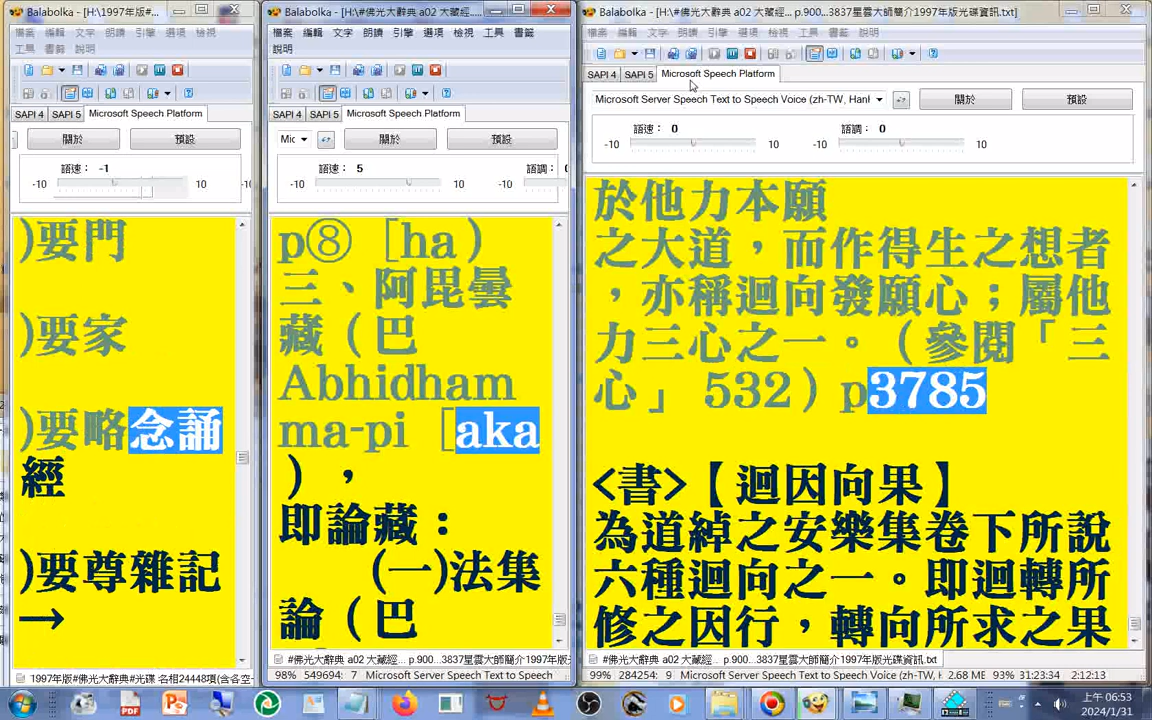 Balabolka - [H:\1997年版#...
檔案 編輯 文字 朗讀 引擎 選項 檢視
工具 書籤 說明
SAPI 4 SAPI 5 Microsoft Speech Platform
關於 預設
語速： -1
-10 10 -10
)要門
)要家
)要略念誦
經
)要尊雜記
→
1997年版#佛光大辭典#光碟 名相24448項(含各空
Balabolka - [H:\#佛光大辭典 a02 大藏經.....
檔案 編輯 文字 朗讀 引擎 選項 檢視 工具 書籤
說明
SAPI 4 SAPI 5 Microsoft Speech Platform
Mic 關於 預設
語速： 5 語調：
-10 10 -10
p⑧［ha）
三、阿毘曇
藏（巴
Abhidham
ma-pi［aka
），
即論藏：
(一)法集
論（巴
#佛光大辭典 a02 大藏經... p.900...3837星雲大師簡介1997年版光碟資訊.txt
98% 549694: 7 Microsoft Server Speech Text to Speech
Balabolka - [H:\#佛光大辭典 a02 大藏經... p.900...3837星雲大師簡介1997年版光碟資訊.txt]
檔案 編輯 文字 朗讀 引擎 選項 檢視 工具 書籤 說明
SAPI 4 SAPI 5 Microsoft Speech Platform
Microsoft Server Speech Text to Speech Voice (zh-TW, Hanl 關於 預設
語速： 0 語調： 0
-10 10 -10 10
於他力本願
之大道，而作得生之想者
，亦稱迴向發願心；屬他
力三心之一。（參閱「三
心」 532）p3785
<書>【迴因向果】
為道綽之安樂集卷下所說
六種迴向之一。即迴轉所
修之因行，轉向所求之果
#佛光大辭典 a02 大藏經... p.900...3837星雲大師簡介1997年版光碟資訊.txt
99% 284254: 9 Microsoft Server Speech Text to Speech Voice (zh-TW, H 2.68 ME 93% 31:23:34 2:12:13
上午 06:53
2024/1/31